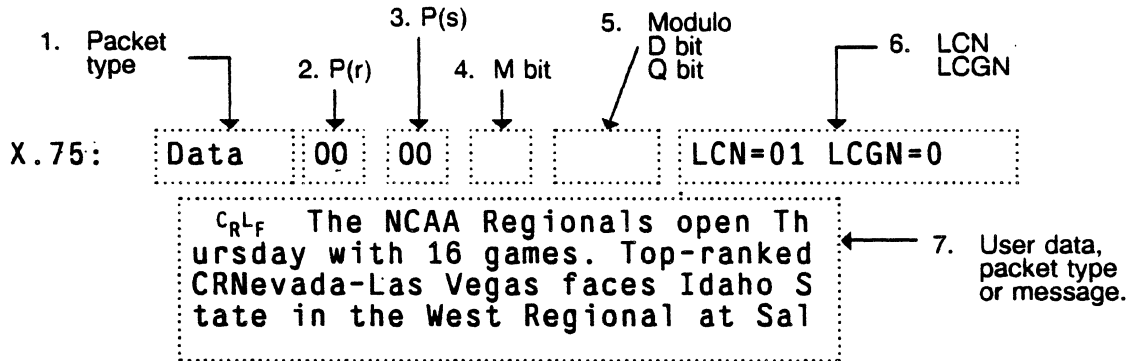 1. Packet type
2. P(r)
3. P(s)
4. M bit
5. Modulo
D bit
Q bit
6. LCN
LCGN
X.75: Data 00 00 LCN=01 LCGN=0
CRLF The NCAA Regionals open Th
ursday with 16 games. Top-ranked
CRNevada-Las Vegas faces Idaho S
tate in the West Regional at Sal
7. User data,
packet type
or message.